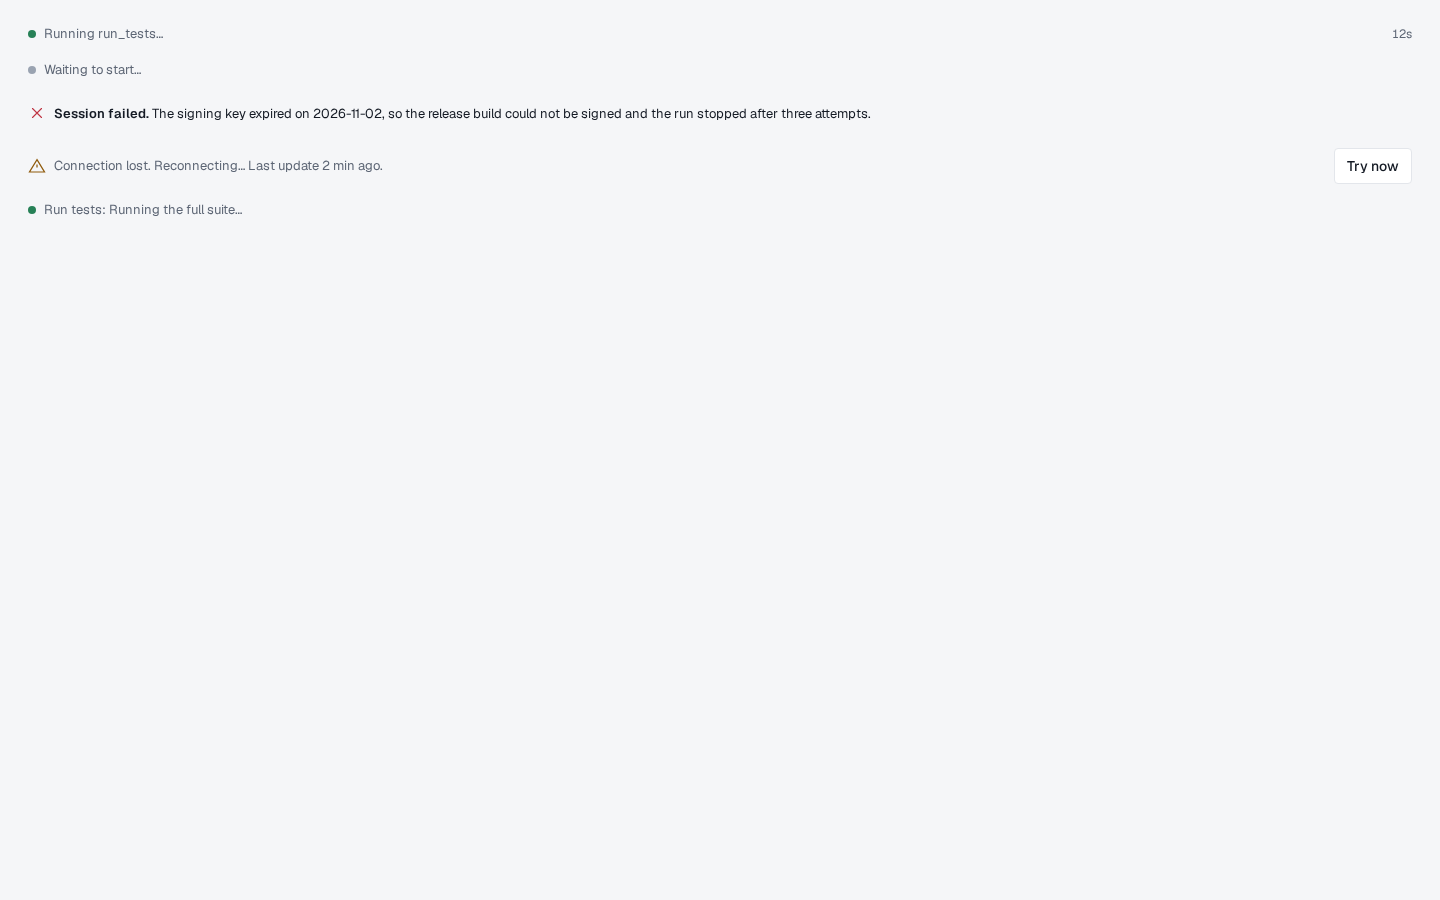 Running run_tests…
12s
Waiting to start…
Session failed. The signing key expired on 2026-11-02, so the release build could not be signed and the run stopped after three attempts.
Connection lost. Reconnecting… Last update 2 min ago.
Try now
Run tests: Running the full suite…